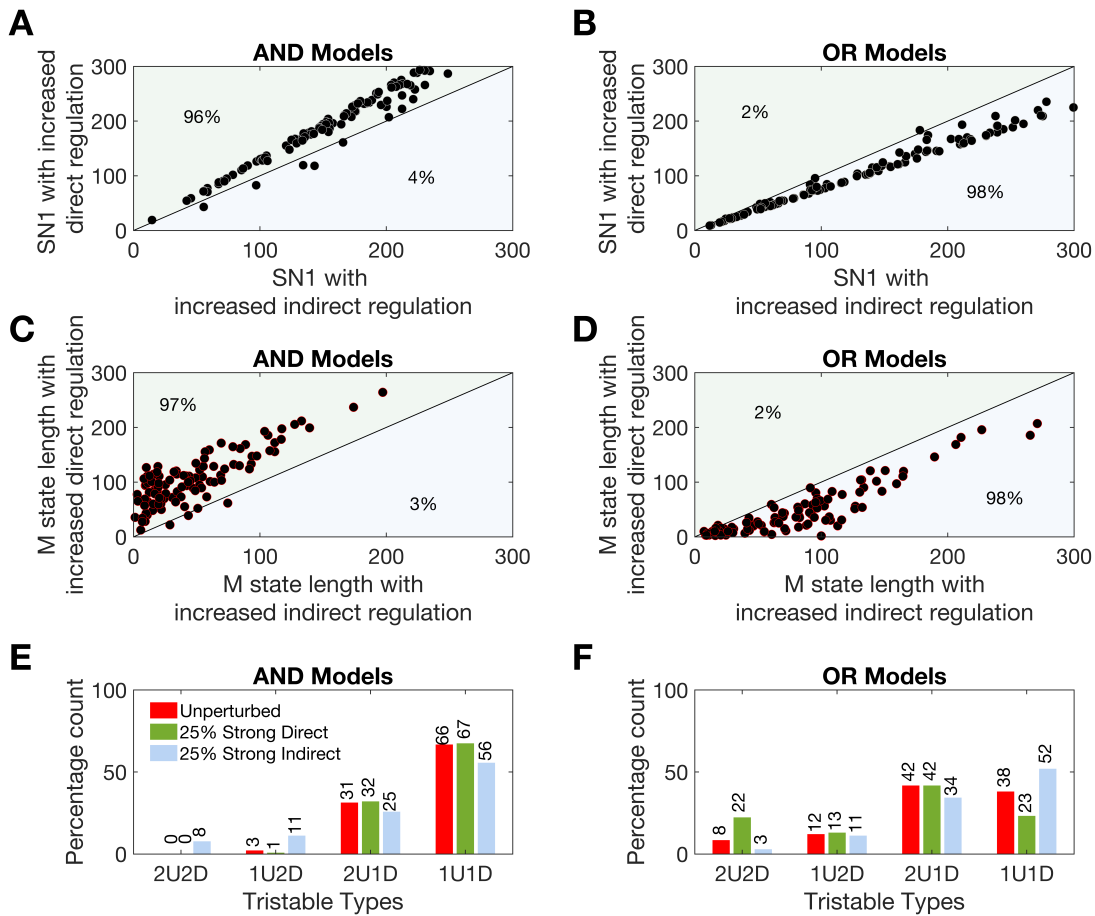 A
AND Models
SN1 with increased
direct regulation
300
200
100
0
96%
4%
0
100
200
300
SN1 with
increased indirect regulation
B
OR Models
SN1 with increased
direct regulation
300
200
100
0
2%
98%
0
100
200
300
SN1 with
increased indirect regulation
C
AND Models
M state length with
increased direct regulation
300
200
100
0
97%
3%
0
100
200
300
M state length with
increased indirect regulation
D
OR Models
M state length with
increased direct regulation
300
200
100
0
2%
98%
0
100
200
300
M state length with
increased indirect regulation
E
AND Models
Percentage count
100
50
0
Unperturbed
25% Strong Direct
25% Strong Indirect
0
0
8
3
1
11
31
32
25
66
67
56
2U2D
1U2D
2U1D
1U1D
Tristable Types
F
OR Models
Percentage count
100
50
0
8
22
3
12
13
11
42
42
34
38
23
52
2U2D
1U2D
2U1D
1U1D
Tristable Types